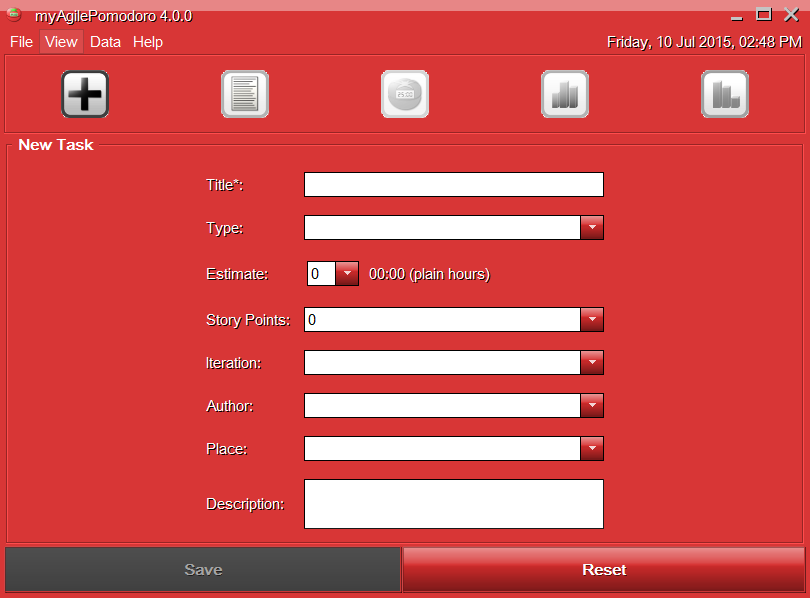 myAgilePomodoro 4.0.0
File View Data Help Friday, 10 Jul 2015, 02:48 PM
25:00
New Task
Title*:
Type:
Estimate: 0 00:00 (plain hours)
Story Points: 0
Iteration:
Author:
Place:
Description:
Save Reset